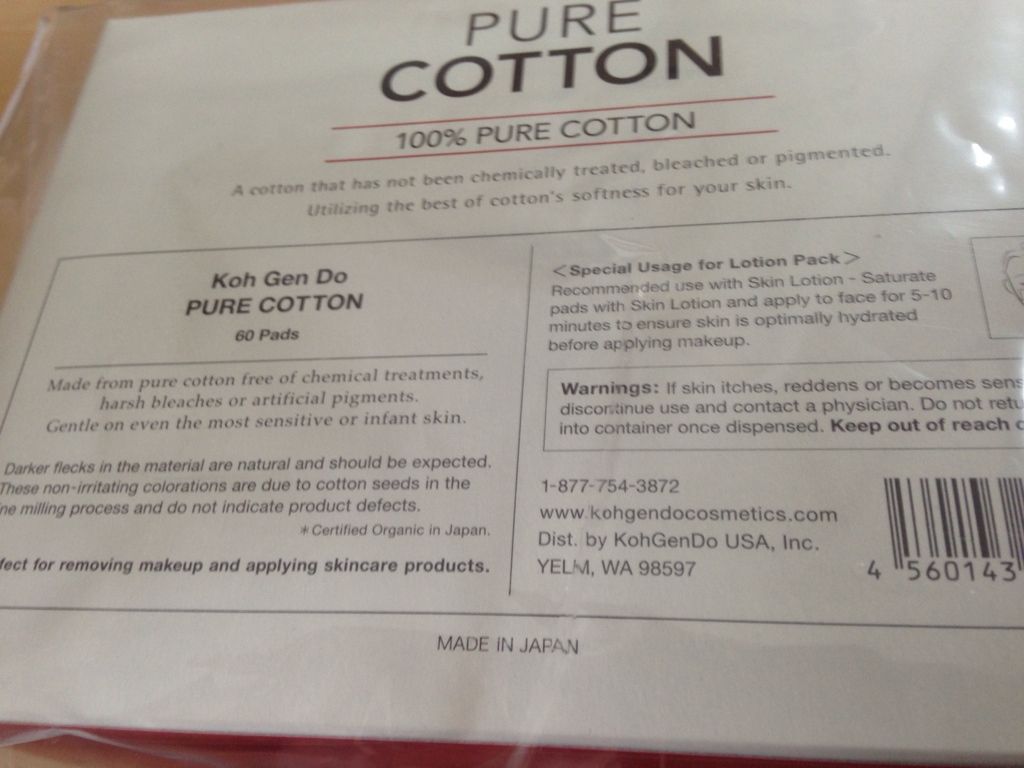 PURE
COTTON
100% PURE COTTON
A cotton that has not been chemically treated, bleached or pigmented.
Utilizing the best of cotton's softness for your skin.
Koh Gen Do
PURE COTTON
60 Pads
Made from pure cotton free of chemical treatments,
harsh bleaches or artificial pigments.
Gentle on even the most sensitive or infant skin.
Darker flecks in the material are natural and should be expected.
These non-irritating colorations are due to cotton seeds in the
milling process and do not indicate product defects.
*Certified Organic in Japan.
for removing makeup and applying skincare products.
<Special Usage for Lotion Pack>
Recommended use with Skin Lotion - Saturate
pads with Skin Lotion and apply to face for 5-10
minutes to ensure skin is optimally hydrated
before applying makeup.
Warnings: If skin itches, reddens or becomes
discontinue use and contact a physician. Do not
into container once dispensed. Keep out of reach
1-877-754-3872
www.kohgendocosmetics.com
Dist. by KohGenDo USA, Inc.
YELM, WA 98597
4 560143
MADE IN JAPAN